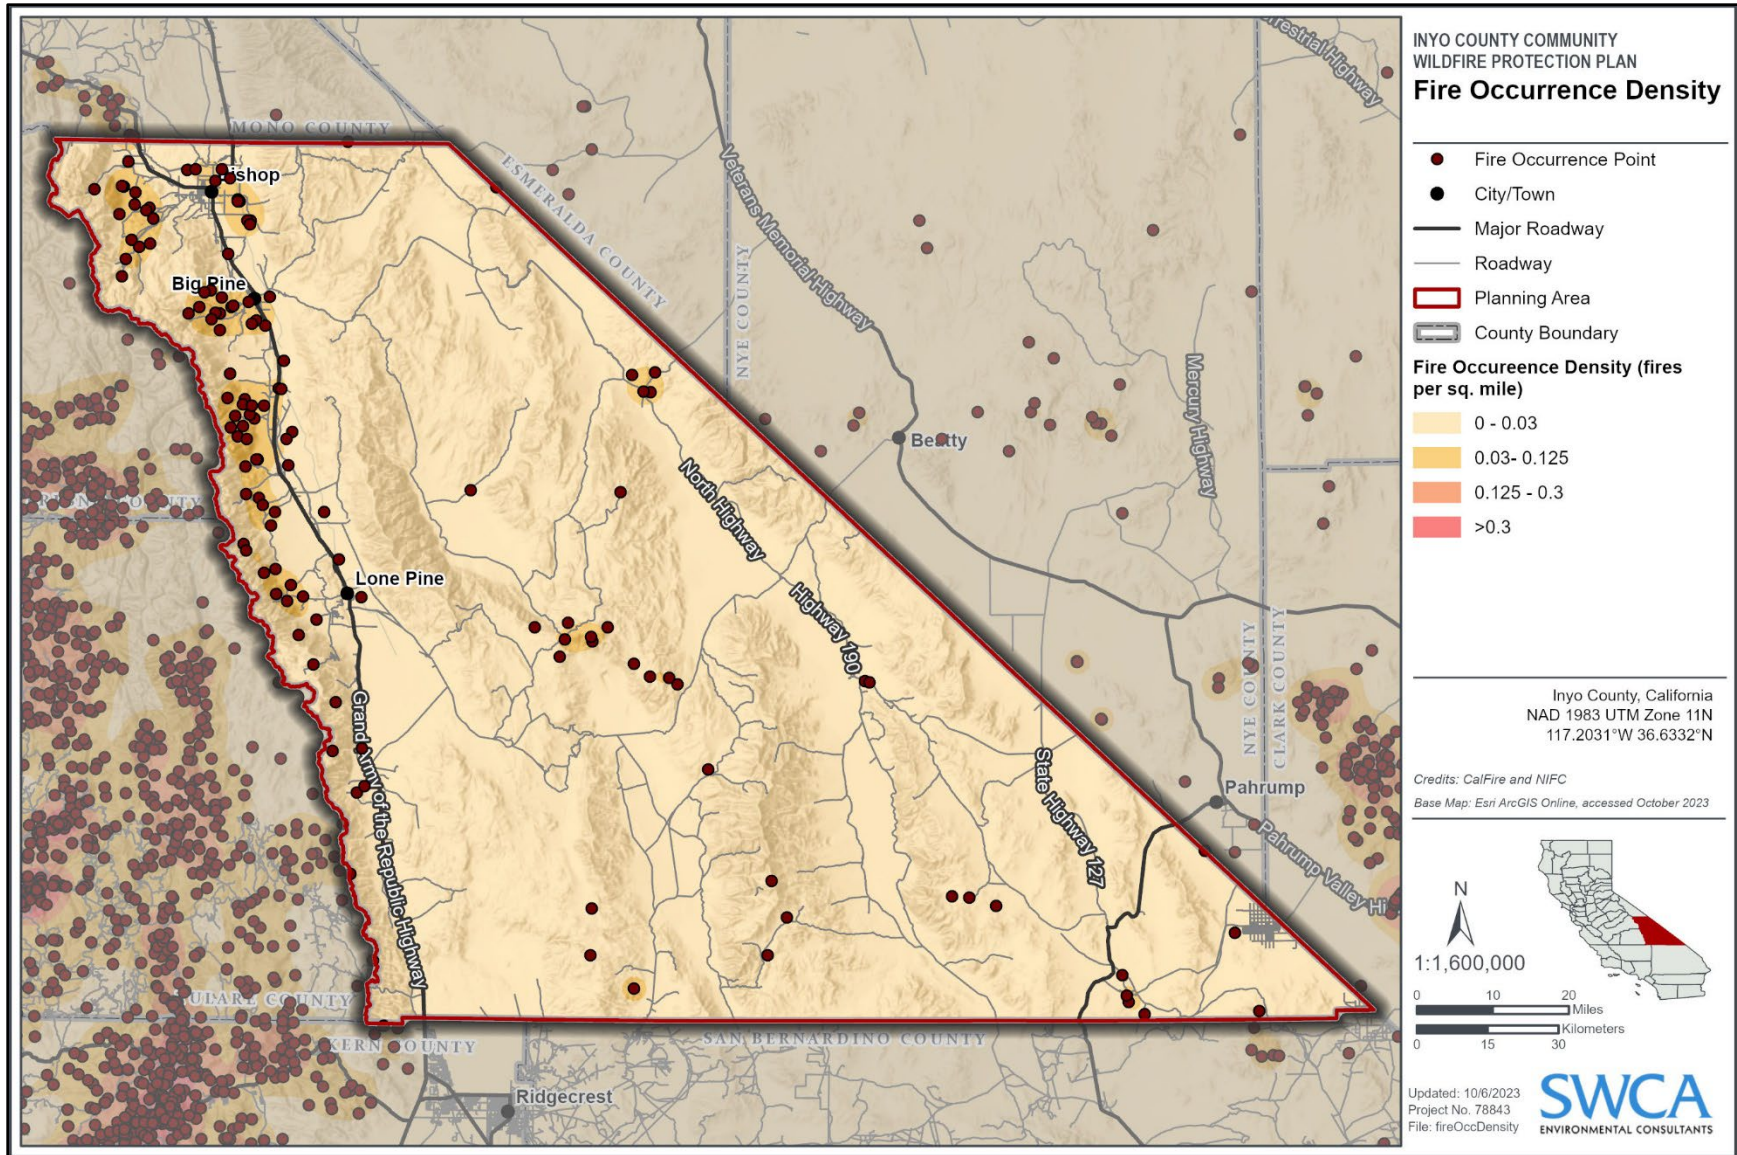 INYO COUNTY COMMUNITY
WILDFIRE PROTECTION PLAN
Fire Occurrence Density
Fire Occurrence Point
City/Town
Major Roadway
Roadway
Planning Area
County Boundary
Fire Occureence Density (fires
per sq. mile)
0 - 0.03
0.03- 0.125
0.125 - 0.3
>0.3
Inyo County, California
NAD 1983 UTM Zone 11N
117.2031°W 36.6332°N
Credits: CalFire and NIFC
Base Map: Esri ArcGIS Online, accessed October 2023
N
1:1,600,000
0 10 20
Miles
Kilometers
0 15 30
Updated: 10/6/2023
Project No. 78843
File: fireOccDensity
SWCA
ENVIRONMENTAL CONSULTANTS
MONO COUNTY
ESMERALDA COUNTY
NYE COUNTY
Veterans Memorial Highway
Mercury Highway
Big Pine
Beatty
North Highway
Highway 190
Lone Pine
Grand Army of the Republic Highway
State Highway 127
NYE COUNTY
CLARK COUNTY
Pahrump
Pahrump Valley Hi
KERN COUNTY
SAN BERNARDINO COUNTY
Ridgecrest